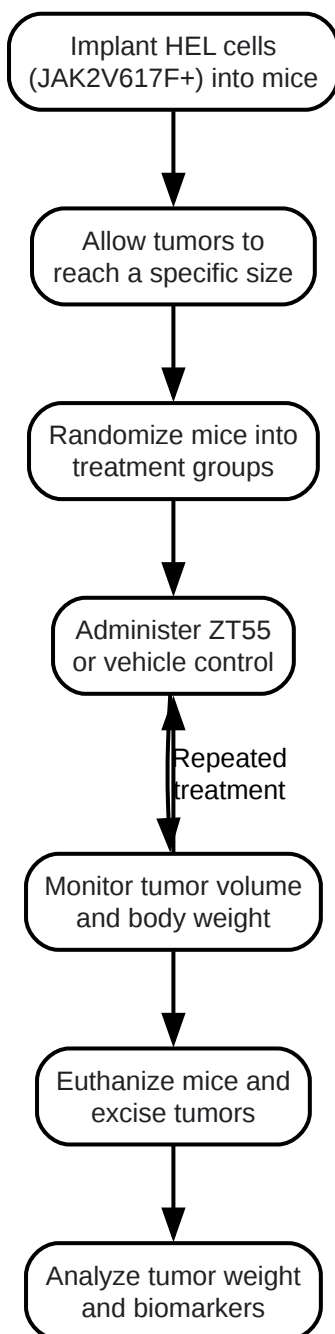 Implant HEL cells
(JAK2V617F+) into mice
Allow tumors to
reach a specific size
Randomize mice into
treatment groups
Administer ZT55
or vehicle control
Repeated
treatment
Monitor tumor volume
and body weight
Euthanize mice and
excise tumors
Analyze tumor weight
and biomarkers